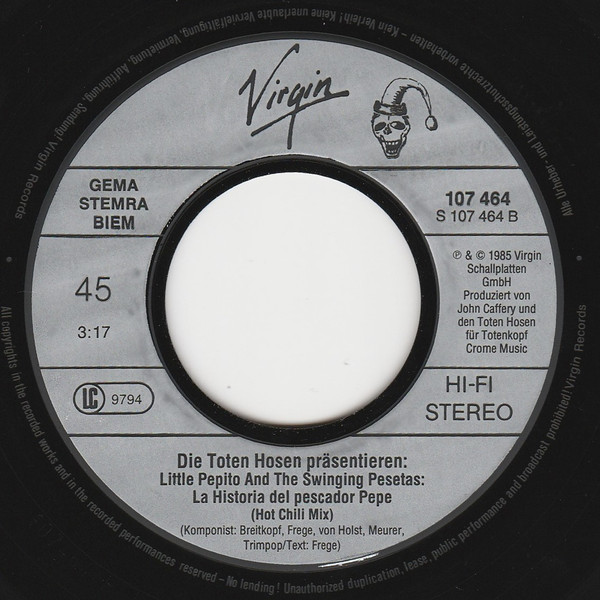 Virgin
GEMA
STEMRA
BIEM
107 464
S 107 464 B
45
3:17
℗ & © 1985 Virgin
Schallplatten
GmbH
Produziert von
John Caffery und
den Toten Hosen
für Totenkopf
Crome Music
LC 9794
HI-FI
STEREO
Die Toten Hosen präsentieren:
Little Pepito And The Swinging Pesetas:
La Historia del pescador Pepe
(Hot Chili Mix)
(Komponist: Breitkopf, Frege, von Holst, Meurer,
Trimpop/Text: Frege)
Alle Urheber- und Leistungsschutzrechte vorbehalten – Kein Verleih! Keine unerlaubte Vervielfältigung, Vermietung, Aufführung, Sendung! Virgin Records
All copyrights in the recorded works and in the recorded performances reserved – No lending! Unauthorized duplication, lease, public performance and broadcast prohibited! Virgin Records